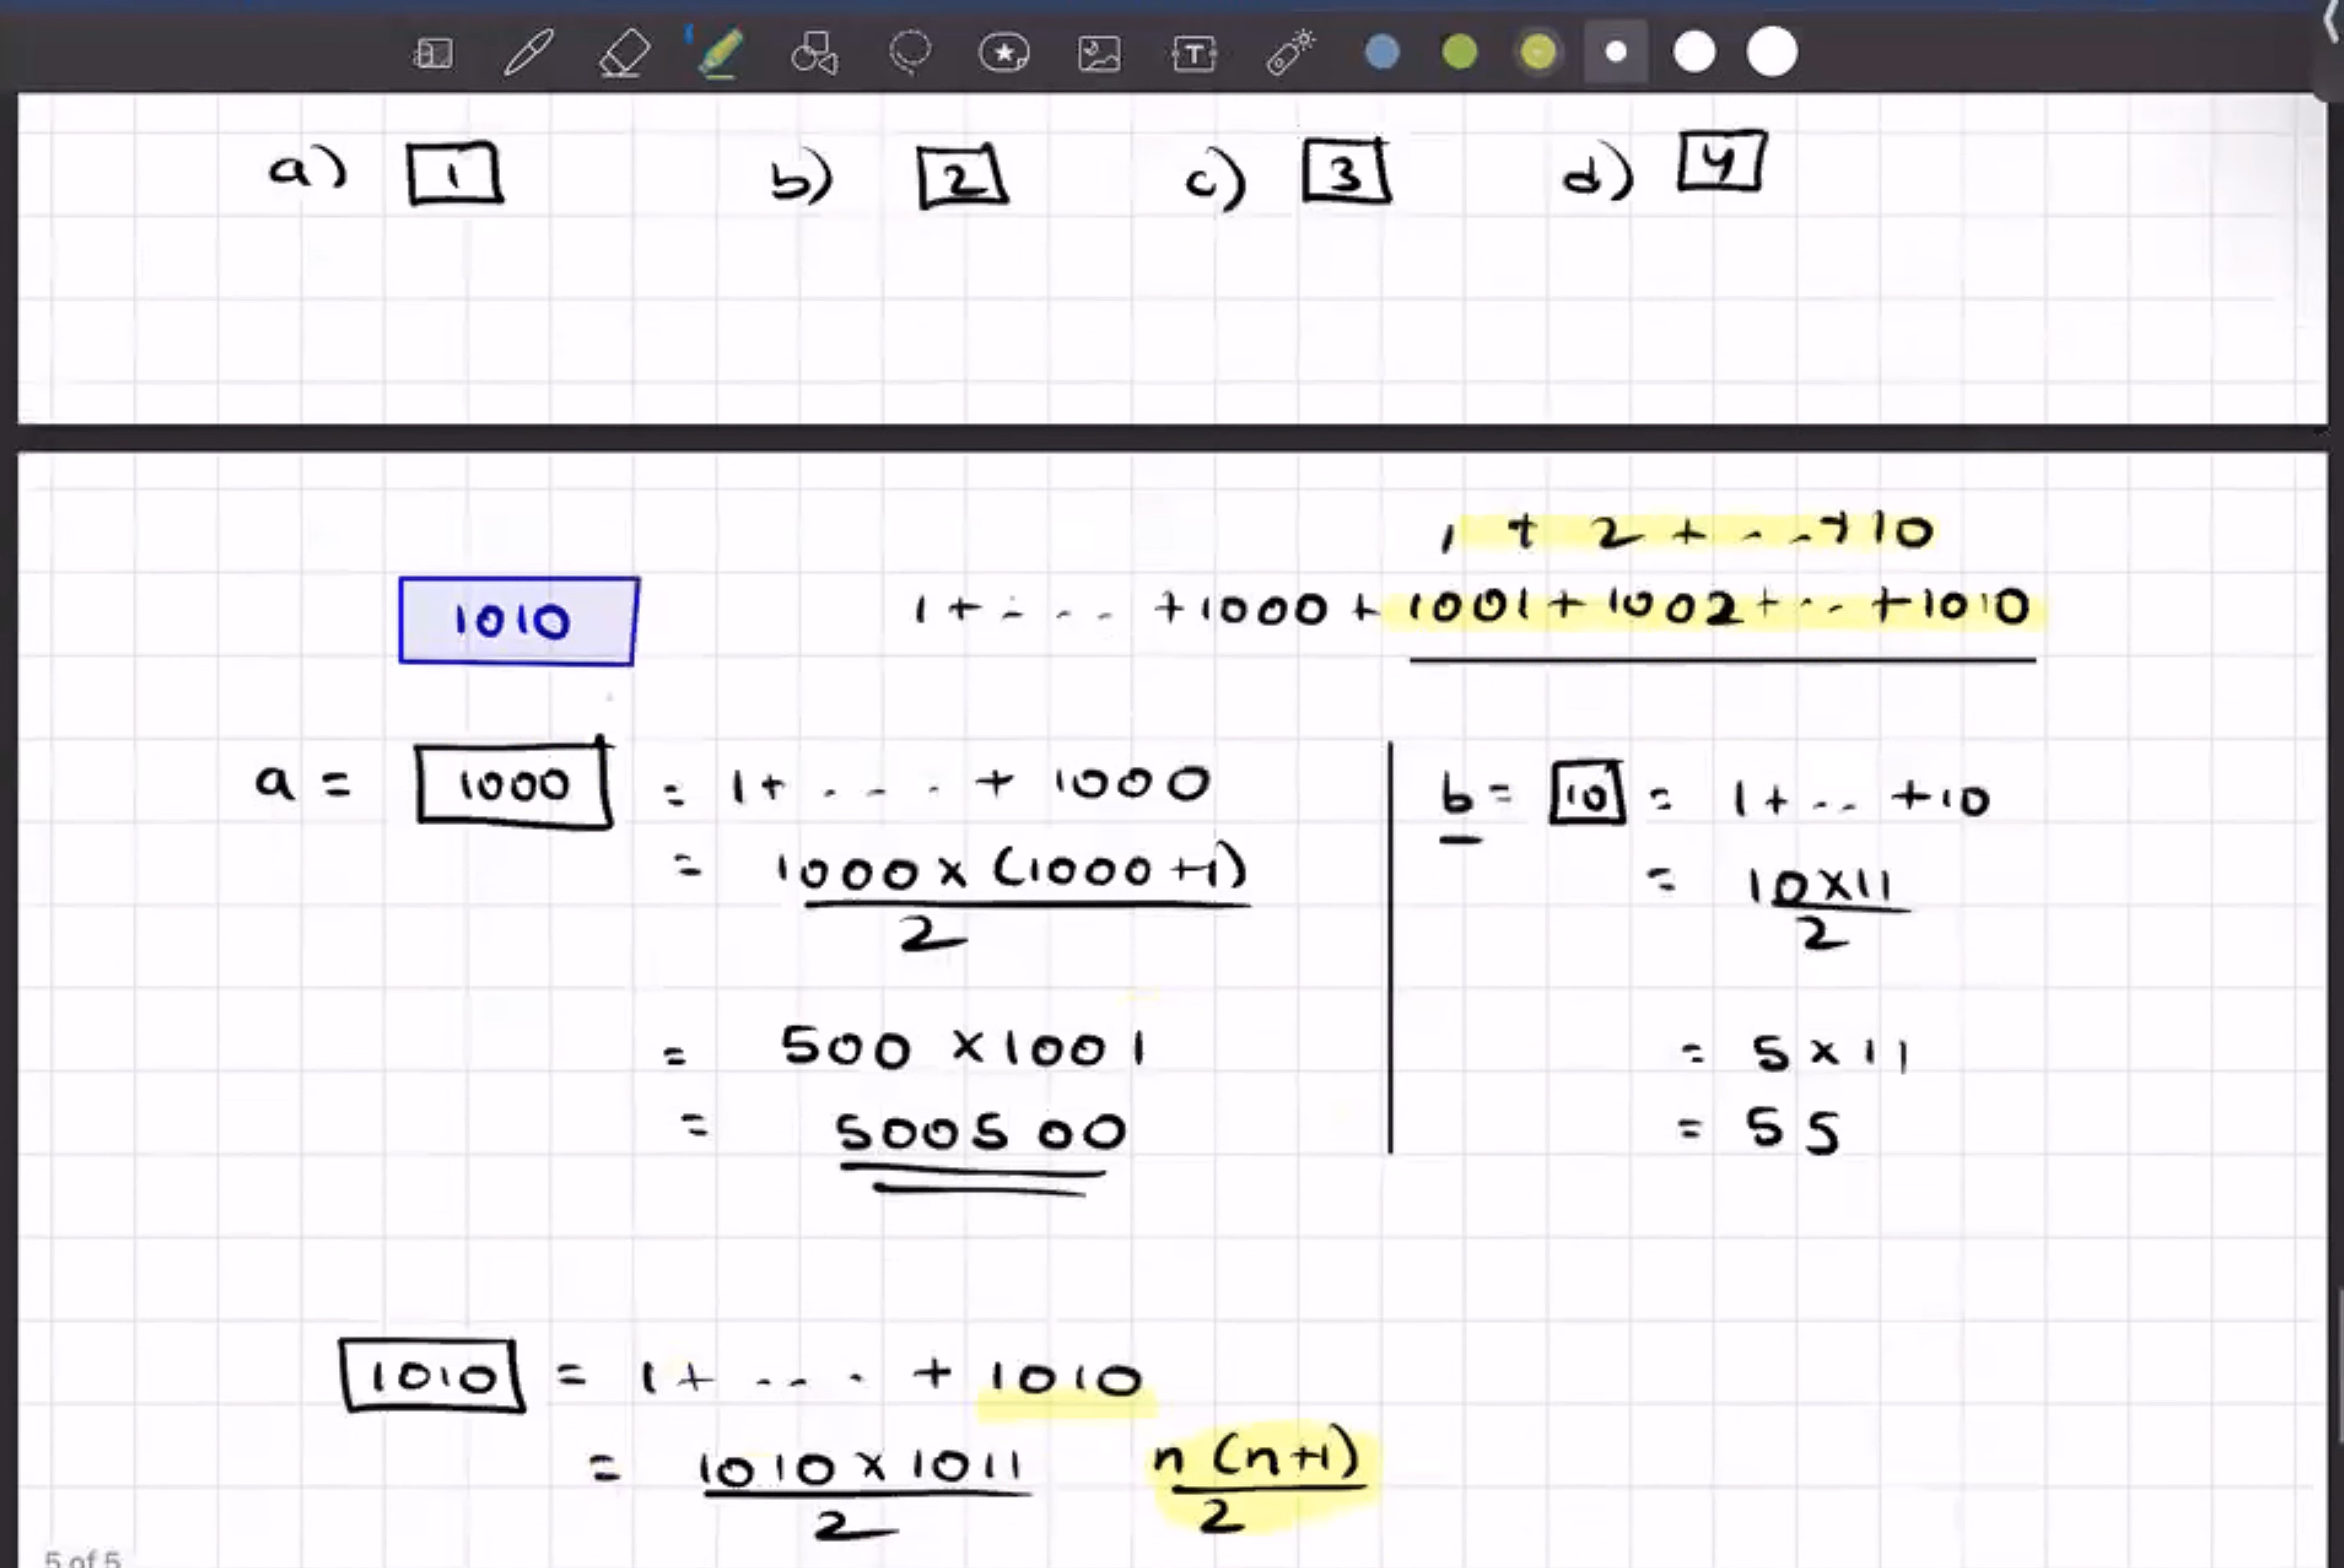 a) 1 b) 2 c) 3 d) 4
1 + 2 + - - + 10
1010 1 + - - - + 1000 + 1001 + 1002 + - - + 1010
a = 1000 = 1 + - - - + 1000
b = 10 = 1 + - - + 10
= 1000 x (1000 + 1)
2
= 10 x 11
2
= 500 x 1001
= 5 x 11
= 500500
= 55
1010 = 1 + - - - + 1010
= 1010 x 1011 n (n+1)
2 2
5 of 5